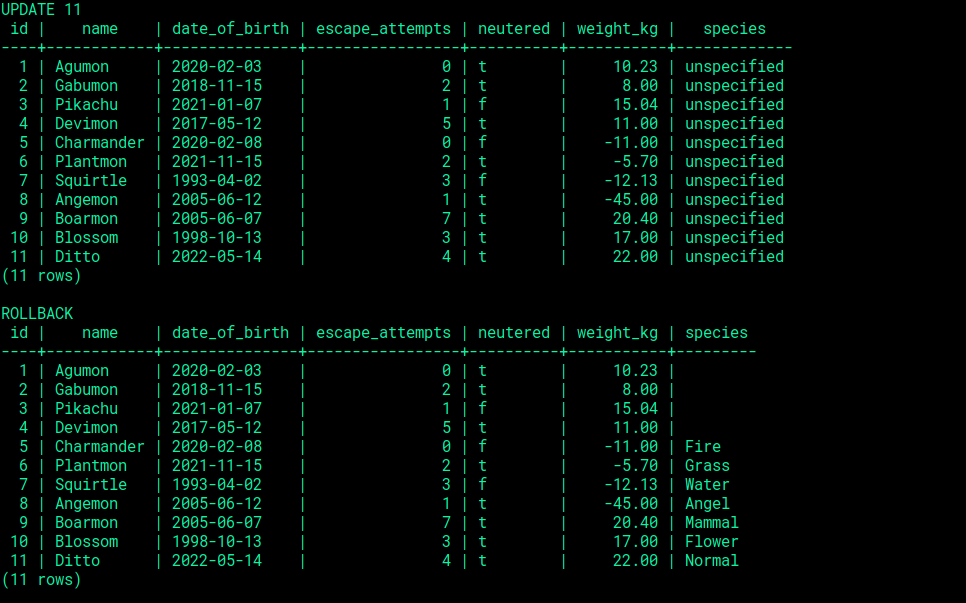 UPDATE 11
 id |    name    | date_of_birth | escape_attempts | neutered | weight_kg |   species
----+------------+---------------+-----------------+----------+-----------+-------------
  1 | Agumon     | 2020-02-03    |               0 | t        |     10.23 | unspecified
  2 | Gabumon    | 2018-11-15    |               2 | t        |      8.00 | unspecified
  3 | Pikachu    | 2021-01-07    |               1 | f        |     15.04 | unspecified
  4 | Devimon    | 2017-05-12    |               5 | t        |     11.00 | unspecified
  5 | Charmander | 2020-02-08    |               0 | f        |    -11.00 | unspecified
  6 | Plantmon   | 2021-11-15    |               2 | t        |     -5.70 | unspecified
  7 | Squirtle   | 1993-04-02    |               3 | f        |    -12.13 | unspecified
  8 | Angemon    | 2005-06-12    |               1 | t        |    -45.00 | unspecified
  9 | Boarmon    | 2005-06-07    |               7 | t        |     20.40 | unspecified
 10 | Blossom    | 1998-10-13    |               3 | t        |     17.00 | unspecified
 11 | Ditto      | 2022-05-14    |               4 | t        |     22.00 | unspecified
(11 rows)

ROLLBACK
 id |    name    | date_of_birth | escape_attempts | neutered | weight_kg | species
----+------------+---------------+-----------------+----------+-----------+---------
  1 | Agumon     | 2020-02-03    |               0 | t        |     10.23 |
  2 | Gabumon    | 2018-11-15    |               2 | t        |      8.00 |
  3 | Pikachu    | 2021-01-07    |               1 | f        |     15.04 |
  4 | Devimon    | 2017-05-12    |               5 | t        |     11.00 |
  5 | Charmander | 2020-02-08    |               0 | f        |    -11.00 | Fire
  6 | Plantmon   | 2021-11-15    |               2 | t        |     -5.70 | Grass
  7 | Squirtle   | 1993-04-02    |               3 | f        |    -12.13 | Water
  8 | Angemon    | 2005-06-12    |               1 | t        |    -45.00 | Angel
  9 | Boarmon    | 2005-06-07    |               7 | t        |     20.40 | Mammal
 10 | Blossom    | 1998-10-13    |               3 | t        |     17.00 | Flower
 11 | Ditto      | 2022-05-14    |               4 | t        |     22.00 | Normal
(11 rows)